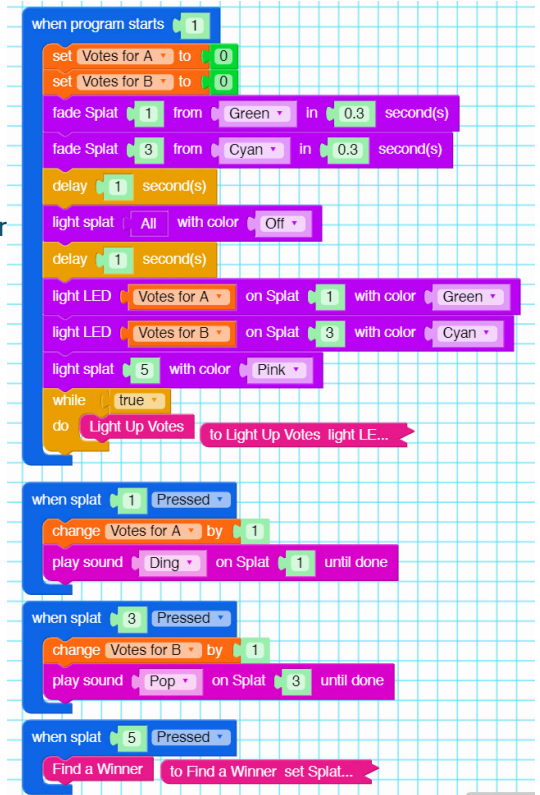 when program starts 1
set Votes for A to 0
set Votes for B to 0
fade Splat 1 from Green in 0.3 second(s)
fade Splat 3 from Cyan in 0.3 second(s)
delay 1 second(s)
r
light splat All with color Off
delay 1 second(s)
light LED Votes for A on Splat 1 with color Green
light LED Votes for B on Splat 3 with color Cyan
light splat 5 with color Pink
while true
do Light Up Votes to Light Up Votes light LE...
when splat 1 Pressed
change Votes for A by 1
play sound Ding on Splat 1 until done
when splat 3 Pressed
change Votes for B by 1
play sound Pop on Splat 3 until done
when splat 5 Pressed
Find a Winner to Find a Winner set Splat...